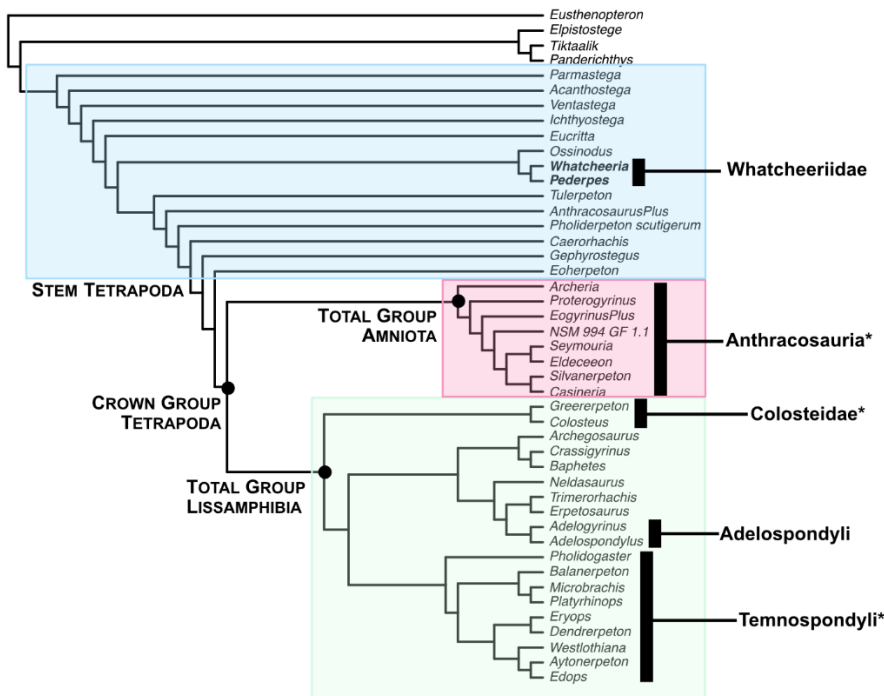 Eusthenopteron
Elpistostege
Tiktaalik
Panderichthys
Parmastega
Acanthostega
Ventastega
Ichthyostega
Eucritta
Ossinodus
Whatcheeria
Pederpes
Whatcheeriidae
Tulerpeton
AnthracosaurusPlus
Pholiderpeton scutigerum
Caerorhachis
Gephyrostegus
Eoherpeton
STEM TETRAPODA
Archeria
Proterogyrinus
EogyrinusPlus
NSM 994 GF 1.1
Seymouria
Eldeceeon
Silvanerpeton
Casineria
TOTAL GROUP
AMNIOTA
Anthracosauria*
CROWN GROUP
TETRAPODA
Greererpeton
Colosteus
Colosteidae*
Archegosaurus
Crassigyrinus
Baphetes
Neldasaurus
Trimerorhachis
Erpetosaurus
Adelogyrinus
Adelospondylus
TOTAL GROUP
LISSAMPHIBIA
Adelospondyli
Pholidogaster
Balanerpeton
Microbrachis
Platyrhinops
Eryops
Dendrerpeton
Westlothiana
Aytonerpeton
Edops
Temnospondyli*